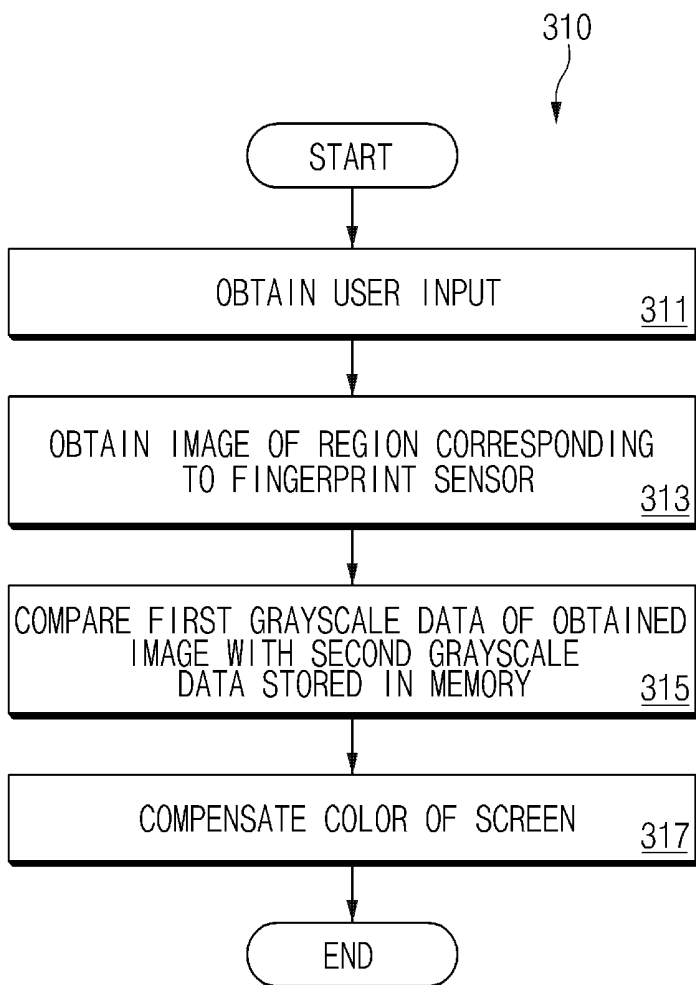 310
START
OBTAIN USER INPUT
311
OBTAIN IMAGE OF REGION CORRESPONDING
TO FINGERPRINT SENSOR
313
COMPARE FIRST GRAYSCALE DATA OF OBTAINED
IMAGE WITH SECOND GRAYSCALE
DATA STORED IN MEMORY
315
COMPENSATE COLOR OF SCREEN
317
END